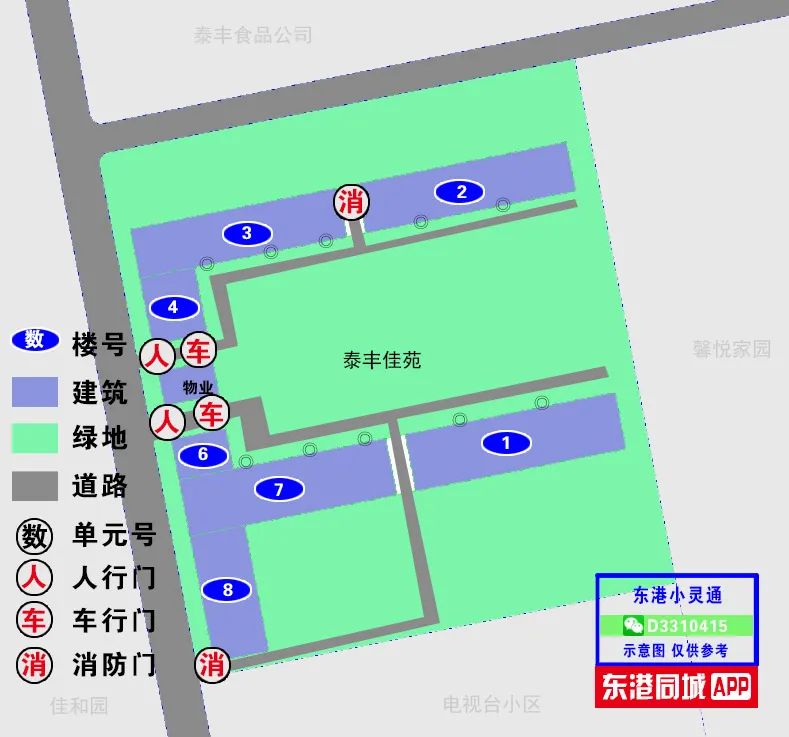 泰丰食品公司
2
消
3
4
数 楼号
人
车
泰丰佳苑
馨悦家园
建筑
物业
人
车
绿地
6
1
7
道路
数 单元号
人 人行门
8
车 车行门
消 消防门
消
东港小灵通
D3310415
示意图 仅供参考
东港同城APP
佳和园
电视台小区